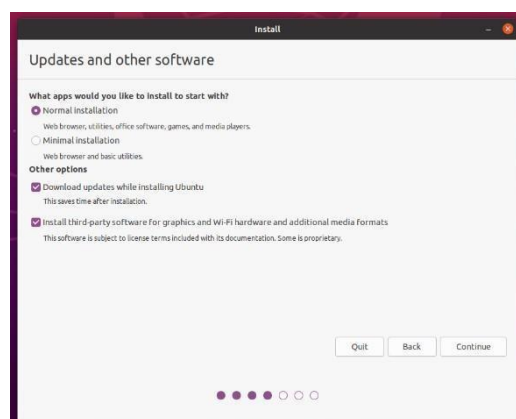 Install
Updates and other software
What apps would you like to install to start with?
Normal installation
Web browser, utilities, office software, games, and media players.
Minimal installation
Web browser and basic utilities.
Other options
Download updates while installing Ubuntu
This saves time after installation.
Install third-party software for graphics and Wi-Fi hardware and additional media formats
This software is subject to license terms included with its documentation. Some is proprietary.
Quit Back Continue